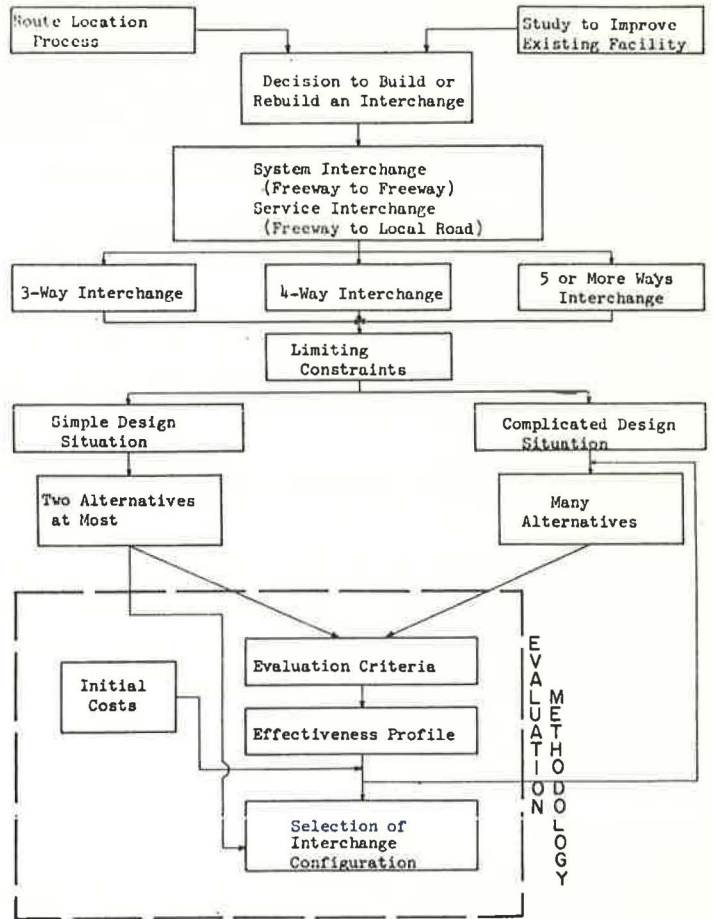 Route Location
Process
Study to Improve
Existing Facility
Decision to Build or
Rebuild an Interchange
System Interchange
(Freeway to Freeway)
Service Interchange
(Freeway to Local Road)
3-Way Interchange
4-Way Interchange
5 or More Ways
Interchange
Limiting
Constraints
Simple Design
Situation
Complicated Design
Situation
Two Alternatives
at Most
Many
Alternatives
Evaluation Criteria
Initial
Costs
Effectiveness Profile
Selection of
Interchange
Configuration
EVALUATION
METHODOLOGY